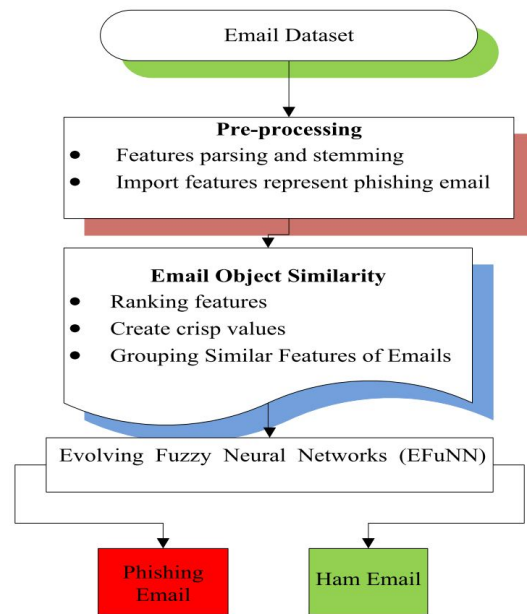 Email Dataset
Pre-processing
● Features parsing and stemming
● Import features represent phishing email
Email Object Similarity
● Ranking features
● Create crisp values
● Grouping Similar Features of Emails
Evolving Fuzzy Neural Networks (EFuNN)
Phishing
Email
Ham Email